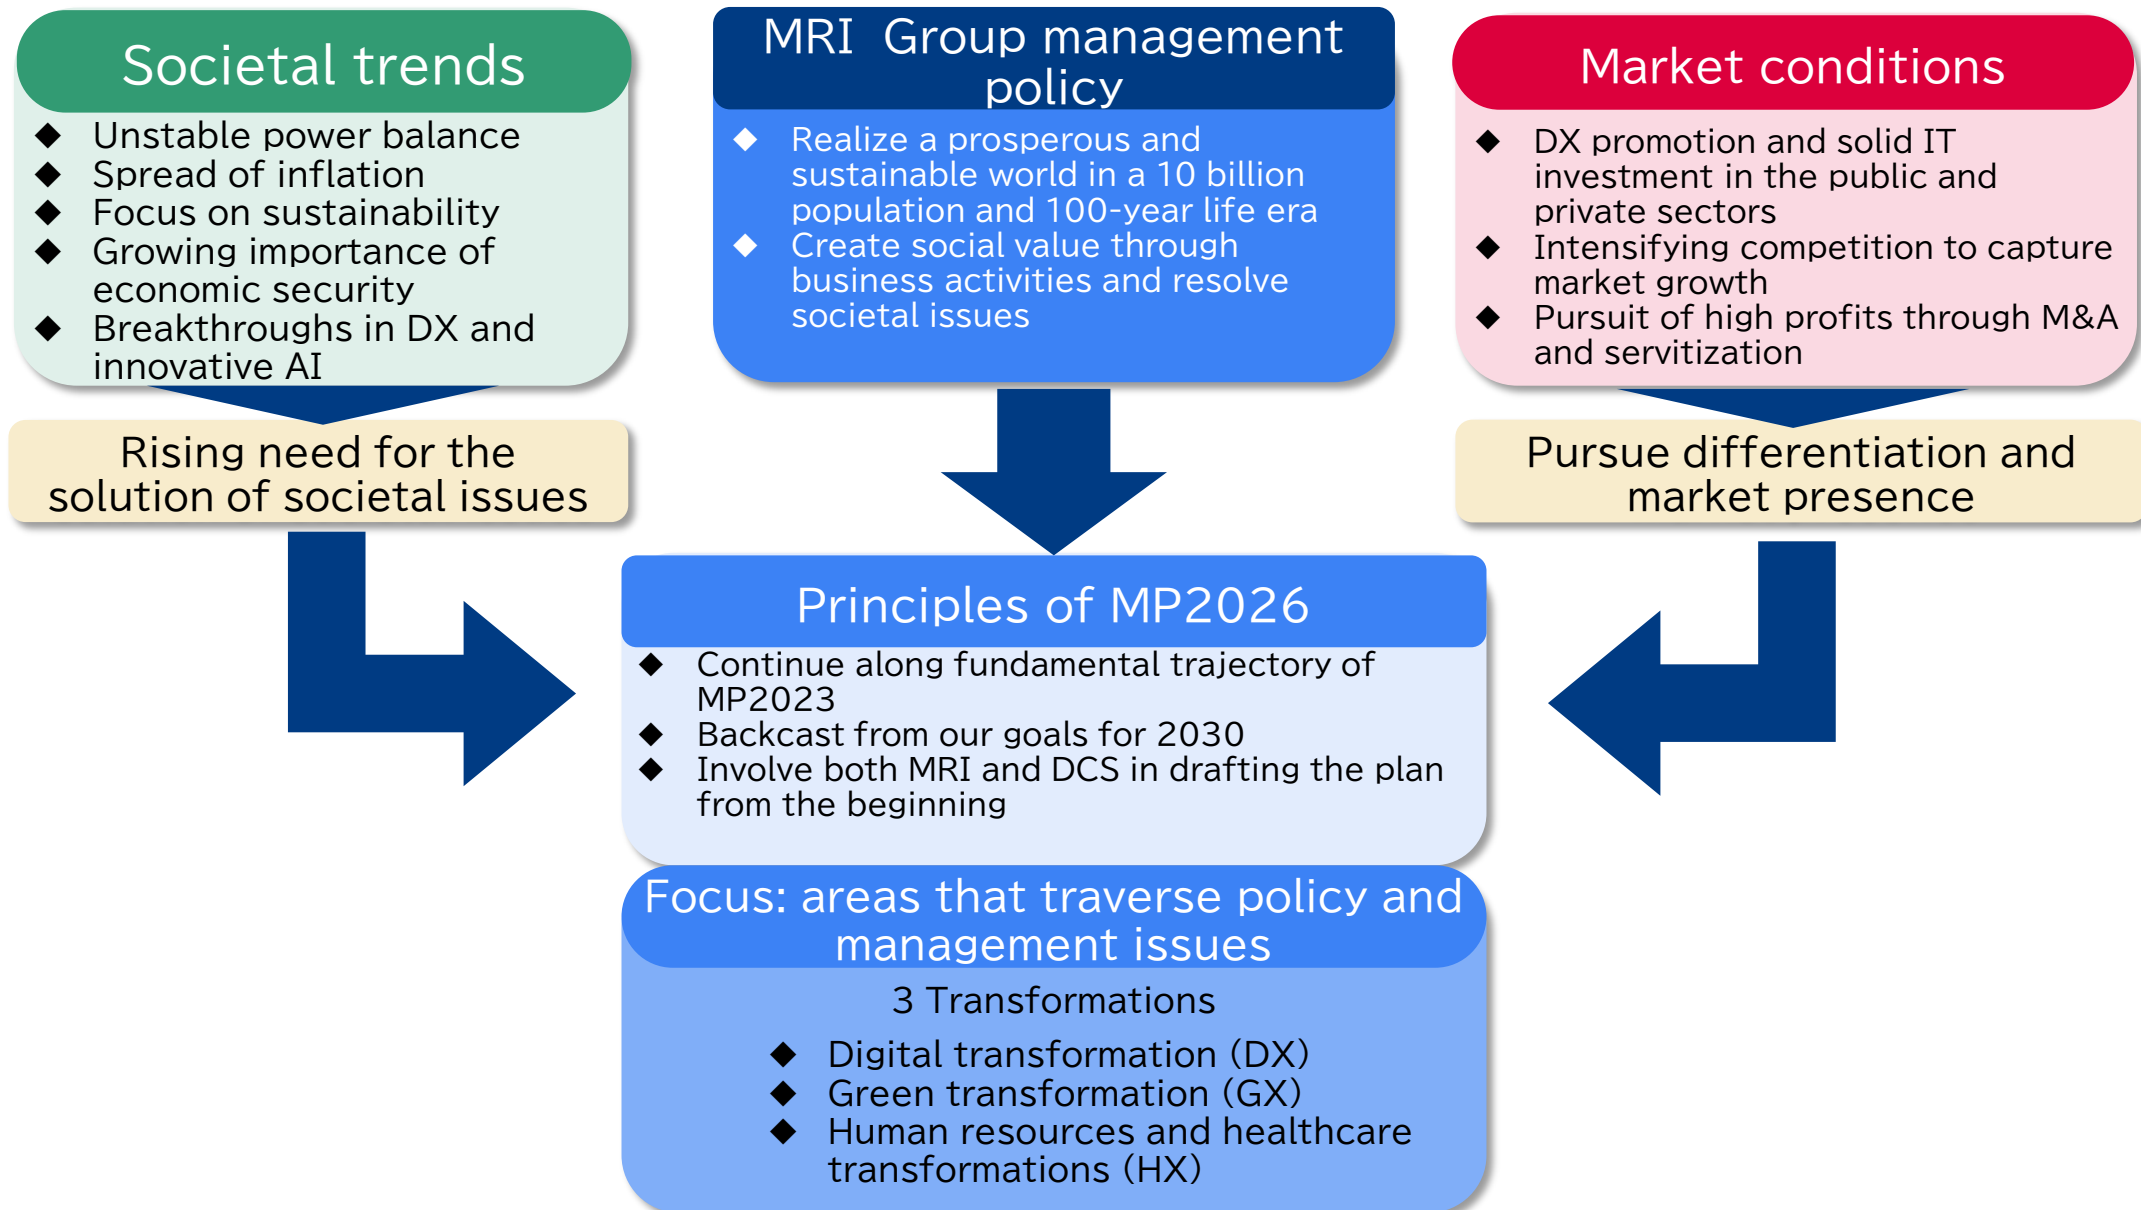 Societal trends
◆ Unstable power balance
◆ Spread of inflation
◆ Focus on sustainability
◆ Growing importance of
economic security
◆ Breakthroughs in DX and
innovative AI
Rising need for the
solution of societal issues
MRI Group management
policy
◆ Realize a prosperous and
sustainable world in a 10 billion
population and 100-year life era
◆ Create social value through
business activities and resolve
societal issues
Market conditions
◆ DX promotion and solid IT
investment in the public and
private sectors
◆ Intensifying competition to capture
market growth
◆ Pursuit of high profits through M&A
and servitization
Pursue differentiation and
market presence
Principles of MP2026
◆ Continue along fundamental trajectory of
MP2023
◆ Backcast from our goals for 2030
◆ Involve both MRI and DCS in drafting the plan
from the beginning
Focus: areas that traverse policy and
management issues
3 Transformations
◆ Digital transformation (DX)
◆ Green transformation (GX)
◆ Human resources and healthcare
transformations (HX)